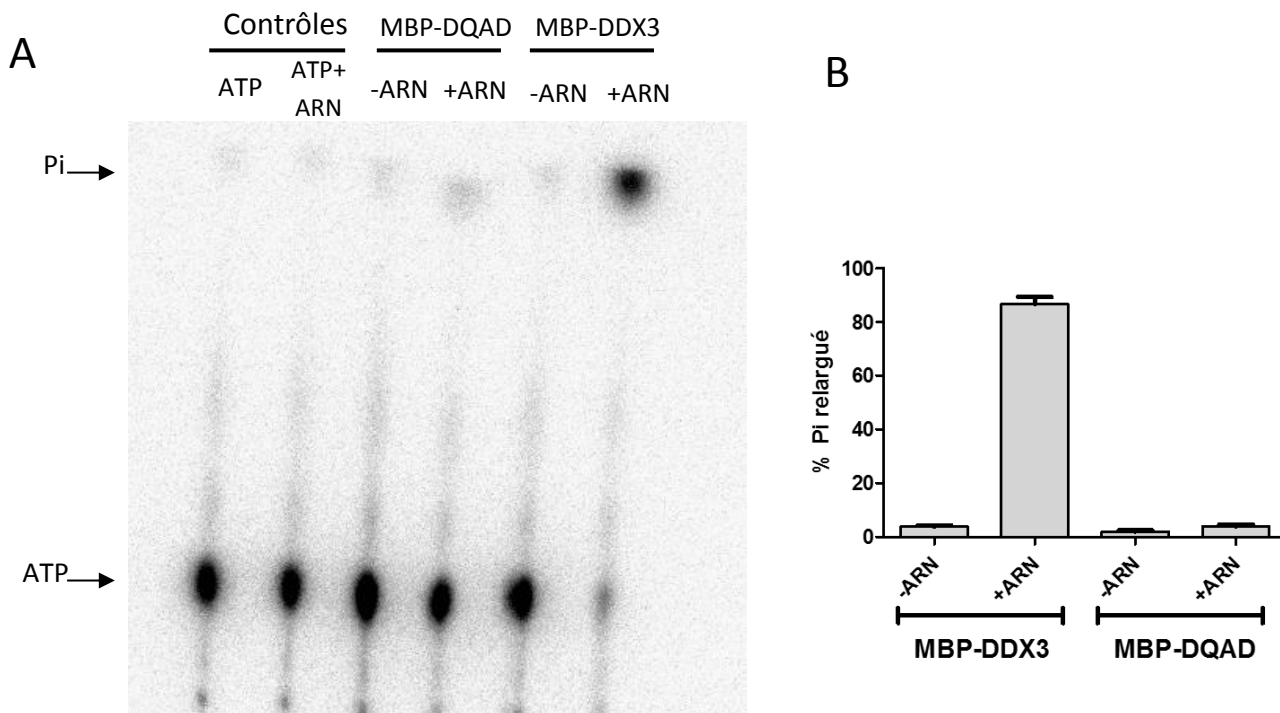 A
Contrôles MBP-DQAD MBP-DDX3
ATP ATP+ ARN -ARN +ARN -ARN +ARN
Pi
ATP
B
% Pi relargué
100
80
60
40
20
0
-ARN +ARN -ARN +ARN
MBP-DDX3 MBP-DQAD